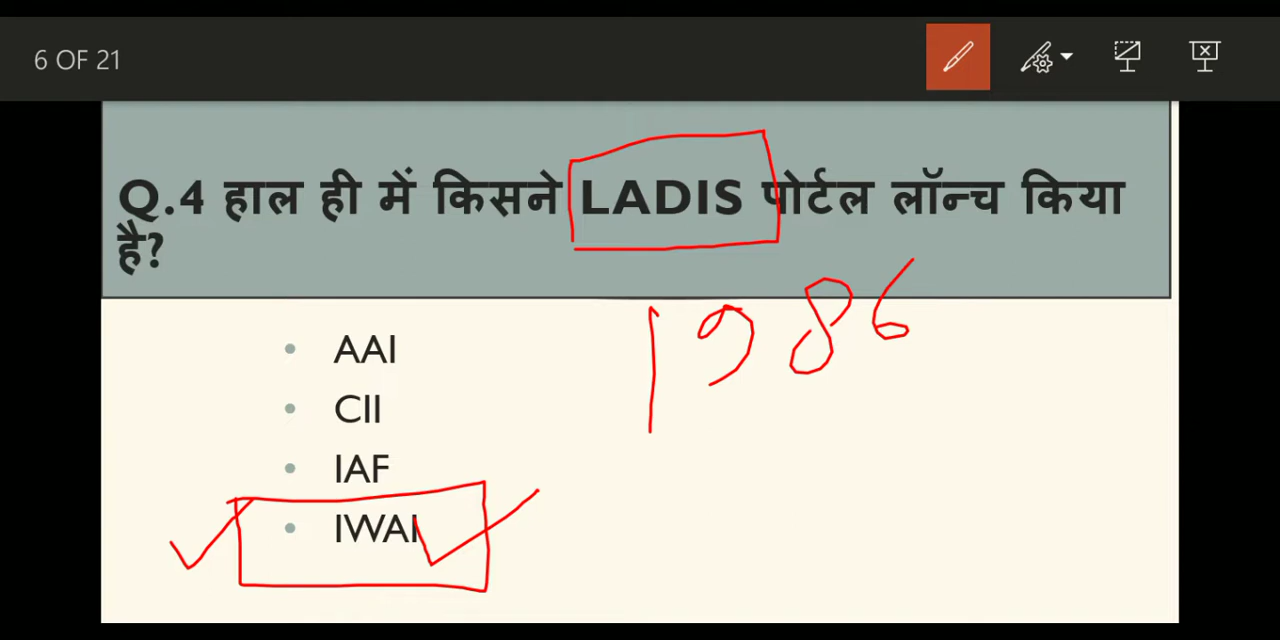 6 OF 21
Q.4 हाल ही में किसने LADIS पोर्टल लॉन्च किया
है?
1986
AAI
CII
IAF
IWAI